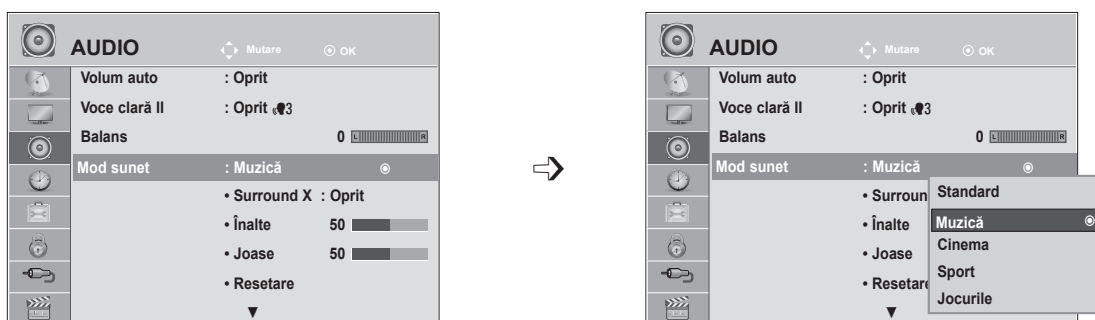 AUDIO Mutare OK
Volum auto : Oprit
Voce clară II : Oprit 3
Balans 0 L R
Mod sunet : Muzică
• Surround X : Oprit
• Înalte 50
• Joase 50
• Resetare
▼
AUDIO Mutare OK
Volum auto : Oprit
Voce clară II : Oprit 3
Balans 0 L R
Mod sunet : Muzică
• Surroun
• Înalte
• Joase
• Resetare
▼
Standard
Muzică
Cinema
Sport
Jocurile